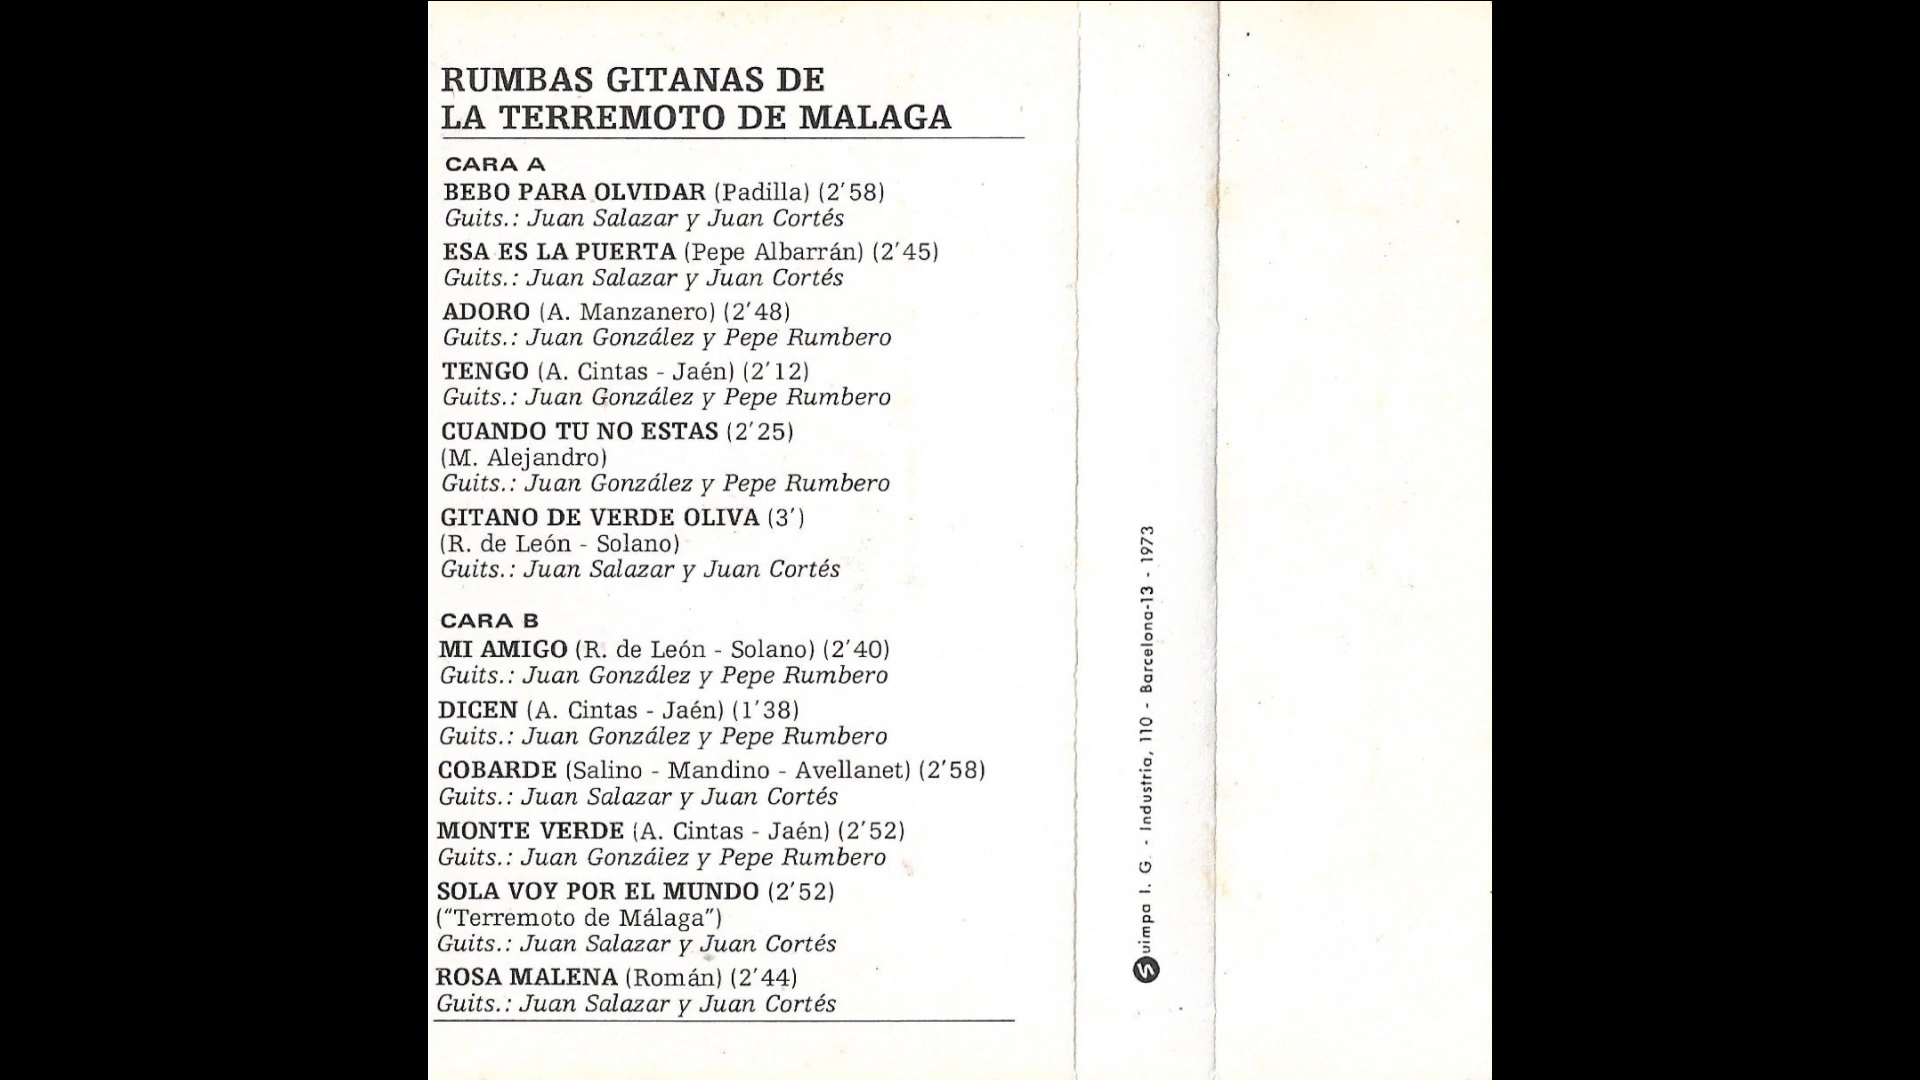 RUMBAS GITANAS DE
LA TERREMOTO DE MALAGA
CARA A
BEBO PARA OLVIDAR (Padilla) (2'58)
Guits.: Juan Salazar y Juan Cortés
ESA ES LA PUERTA (Pepe Albarrán) (2'45)
Guits.: Juan Salazar y Juan Cortés
ADORO (A. Manzanero) (2'48)
Guits.: Juan González y Pepe Rumbero
TENGO (A. Cintas - Jaén) (2'12)
Guits.: Juan González y Pepe Rumbero
CUANDO TU NO ESTAS (2'25)
(M. Alejandro)
Guits.: Juan González y Pepe Rumbero
GITANO DE VERDE OLIVA (3')
(R. de León - Solano)
Guits.: Juan Salazar y Juan Cortés
CARA B
MI AMIGO (R. de León - Solano) (2'40)
Guits.: Juan González y Pepe Rumbero
DICEN (A. Cintas - Jaén) (1'38)
Guits.: Juan González y Pepe Rumbero
COBARDE (Salino - Mandino - Avellanet) (2'58)
Guits.: Juan Salazar y Juan Cortés
MONTE VERDE (A. Cintas - Jaén) (2'52)
Guits.: Juan González y Pepe Rumbero
SOLA VOY POR EL MUNDO (2'52)
("Terremoto de Málaga")
Guits.: Juan Salazar y Juan Cortés
ROSA MALENA (Román) (2'44)
Guits.: Juan Salazar y Juan Cortés
Suimpa I. G. - Industria, 110 - Barcelona-13 - 1973